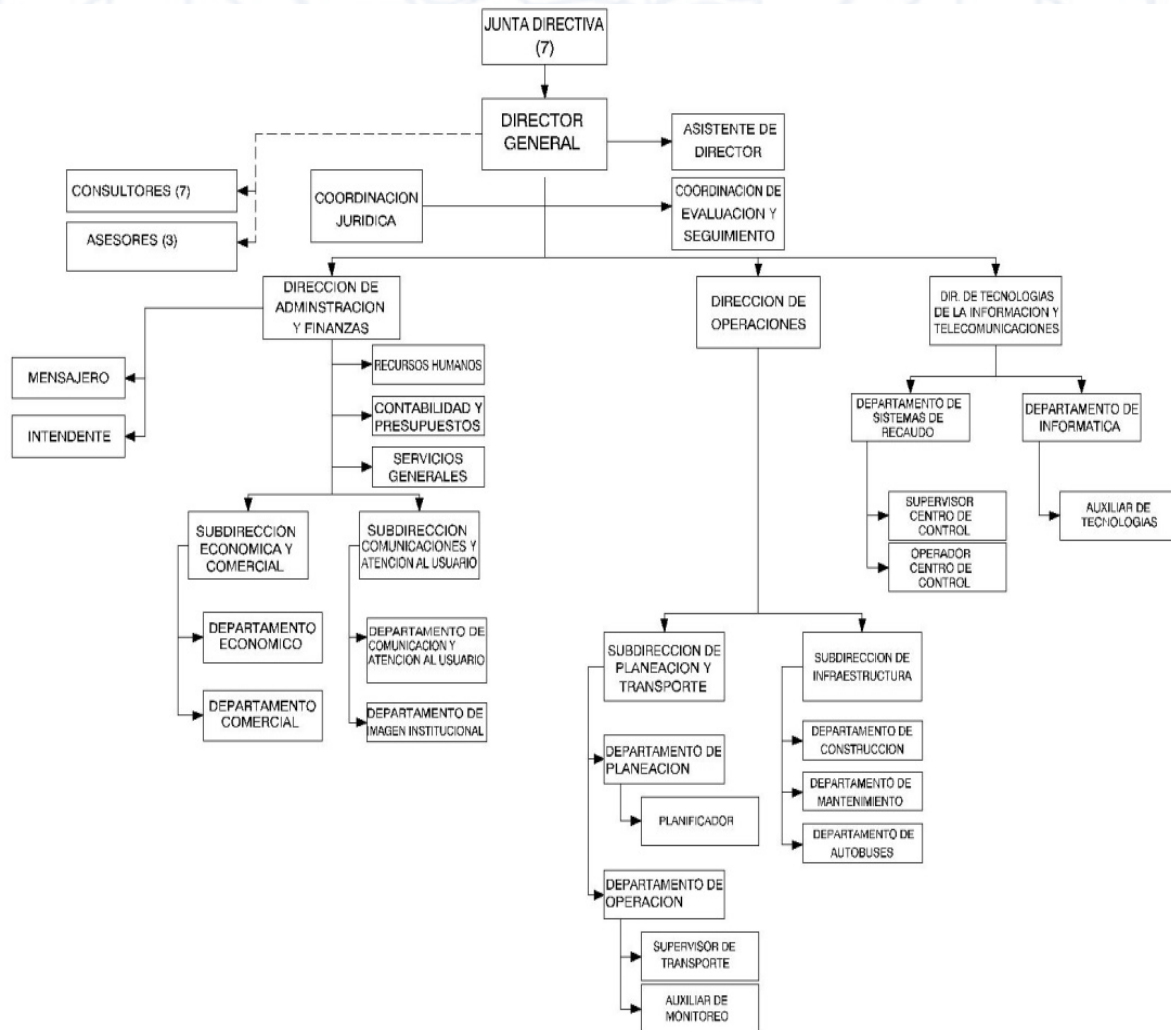 JUNTA DIRECTIVA
(7)
DIRECTOR
GENERAL
ASISTENTE DE
DIRECTOR
CONSULTORES (7)
ASESORES (3)
COORDINACION
JURIDICA
COORDINACION DE
EVALUACION Y
SEGUIMIENTO
DIRECCION DE
ADMINSTRACION
Y FINANZAS
DIRECCION DE
OPERACIONES
DIR. DE TECNOLOGIAS
DE LA INFORMACION Y
TELECOMUNICACIONES
MENSAJERO
INTENDENTE
RECURSOS HUMANOS
CONTABILIDAD Y
PRESUPUESTOS
SERVICIOS
GENERALES
DEPARTAMENTO DE
SISTEMAS DE
RECAUDO
DEPARTAMENTO DE
INFORMATICA
SUPERVISOR
CENTRO DE
CONTROL
OPERADOR
CENTRO DE
CONTROL
AUXILIAR DE
TECNOLOGIAS
SUBDIRECCION
ECONOMICA Y
COMERCIAL
SUBDIRECCION
COMUNICACIONES Y
ATENCION AL USUARIO
DEPARTAMENTO
ECONOMICO
DEPARTAMENTO
COMERCIAL
DEPARTAMENTO DE
COMUNICACION Y
ATENCION AL USUARIO
DEPARTAMENTO DE
IMAGEN INSTITUCIONAL
SUBDIRECCION DE
PLANEACION Y
TRANSPORTE
SUBDIRECCION DE
INFRAESTRUCTURA
DEPARTAMENTO DE
PLANEACION
PLANIFICADOR
DEPARTAMENTO DE
OPERACION
SUPERVISOR DE
TRANSPORTE
AUXILIAR DE
MONITOREO
DEPARTAMENTO DE
CONSTRUCCION
DEPARTAMENTO DE
MANTENIMIENTO
DEPARTAMENTO DE
AUTOBUSES